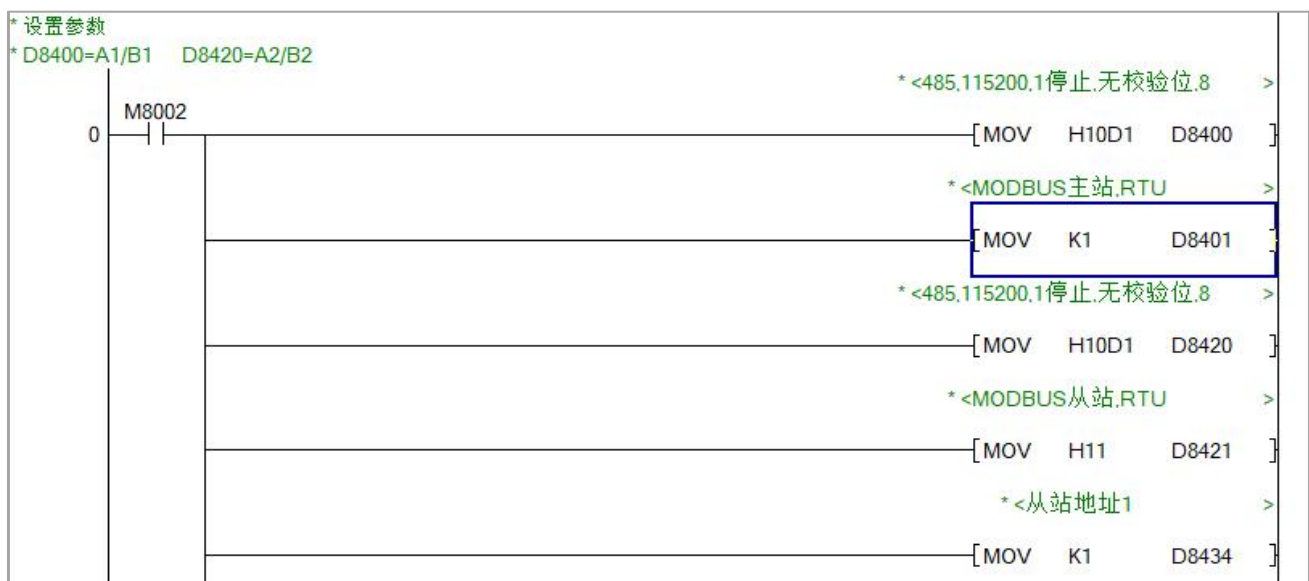 * 设置参数
* D8400=A1/B1 D8420=A2/B2
* <485,115200,1停止,无校验位,8 >
M8002
0 [MOV H10D1 D8400 ]
* <MODBUS主站,RTU >
[MOV K1 D8401 ]
* <485,115200,1停止,无校验位,8 >
[MOV H10D1 D8420 ]
* <MODBUS从站,RTU >
[MOV H11 D8421 ]
* <从站地址1 >
[MOV K1 D8434 ]